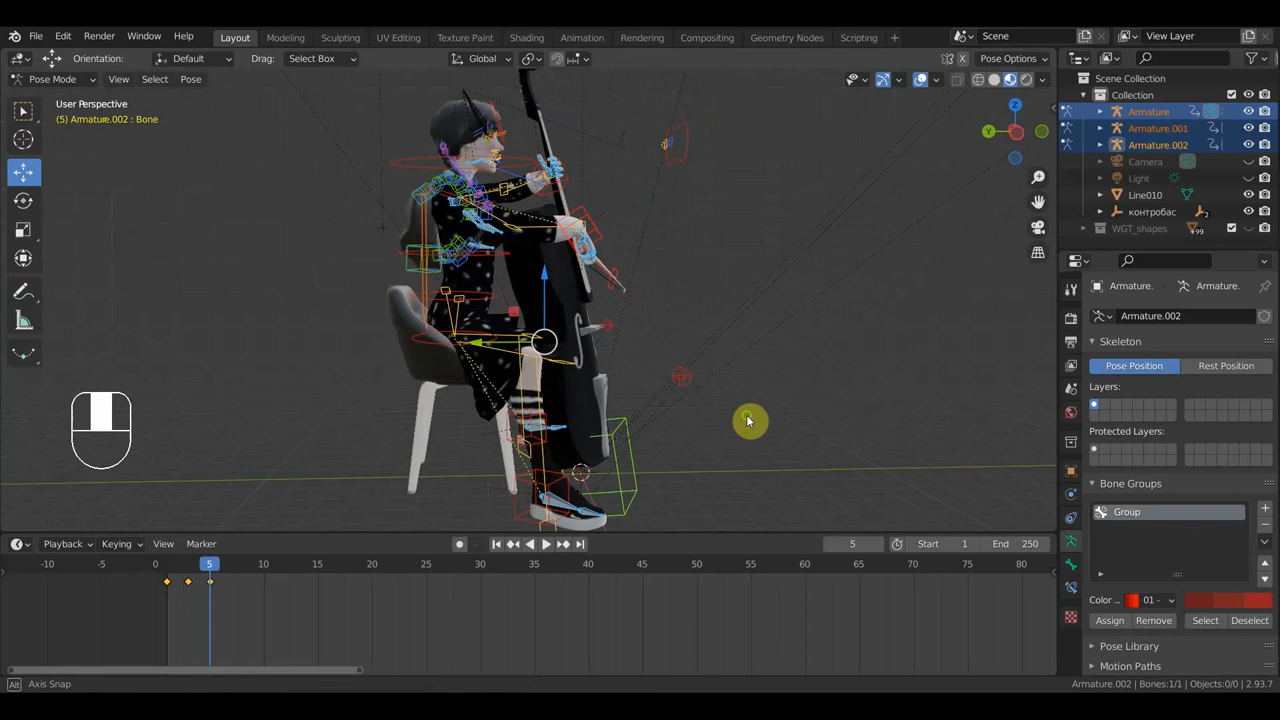 File Edit Render Window Help Layout Modeling Sculpting UV Editing Texture Paint Shading Animation Rendering Compositing Geometry Nodes Scripting + Scene View Layer
Orientation: Default Drag: Select Box Global Pose Options
Pose Mode View Select Pose
User Perspective
(5) Armature.002 : Bone
Z
Y
Scene Collection
Collection
Armature
Armature.001
Armature.002
Camera
Light
Line010
контробас 2
WGT_shapes 99
Armature. Armature.
Armature.002
Skeleton
Pose Position Rest Position
Layers:
Protected Layers:
Bone Groups
Group
Color ... 01 -
Assign Remove Select Deselect
Pose Library
Motion Paths
Playback Keying View Marker 5 Start 1 End 250
-10 -5 0 5 10 15 20 25 30 35 40 45 50 55 60 65 70 75 80
Alt Axis Snap
Armature.002 | Bones:1/1 | Objects:0/0 | 2.93.7